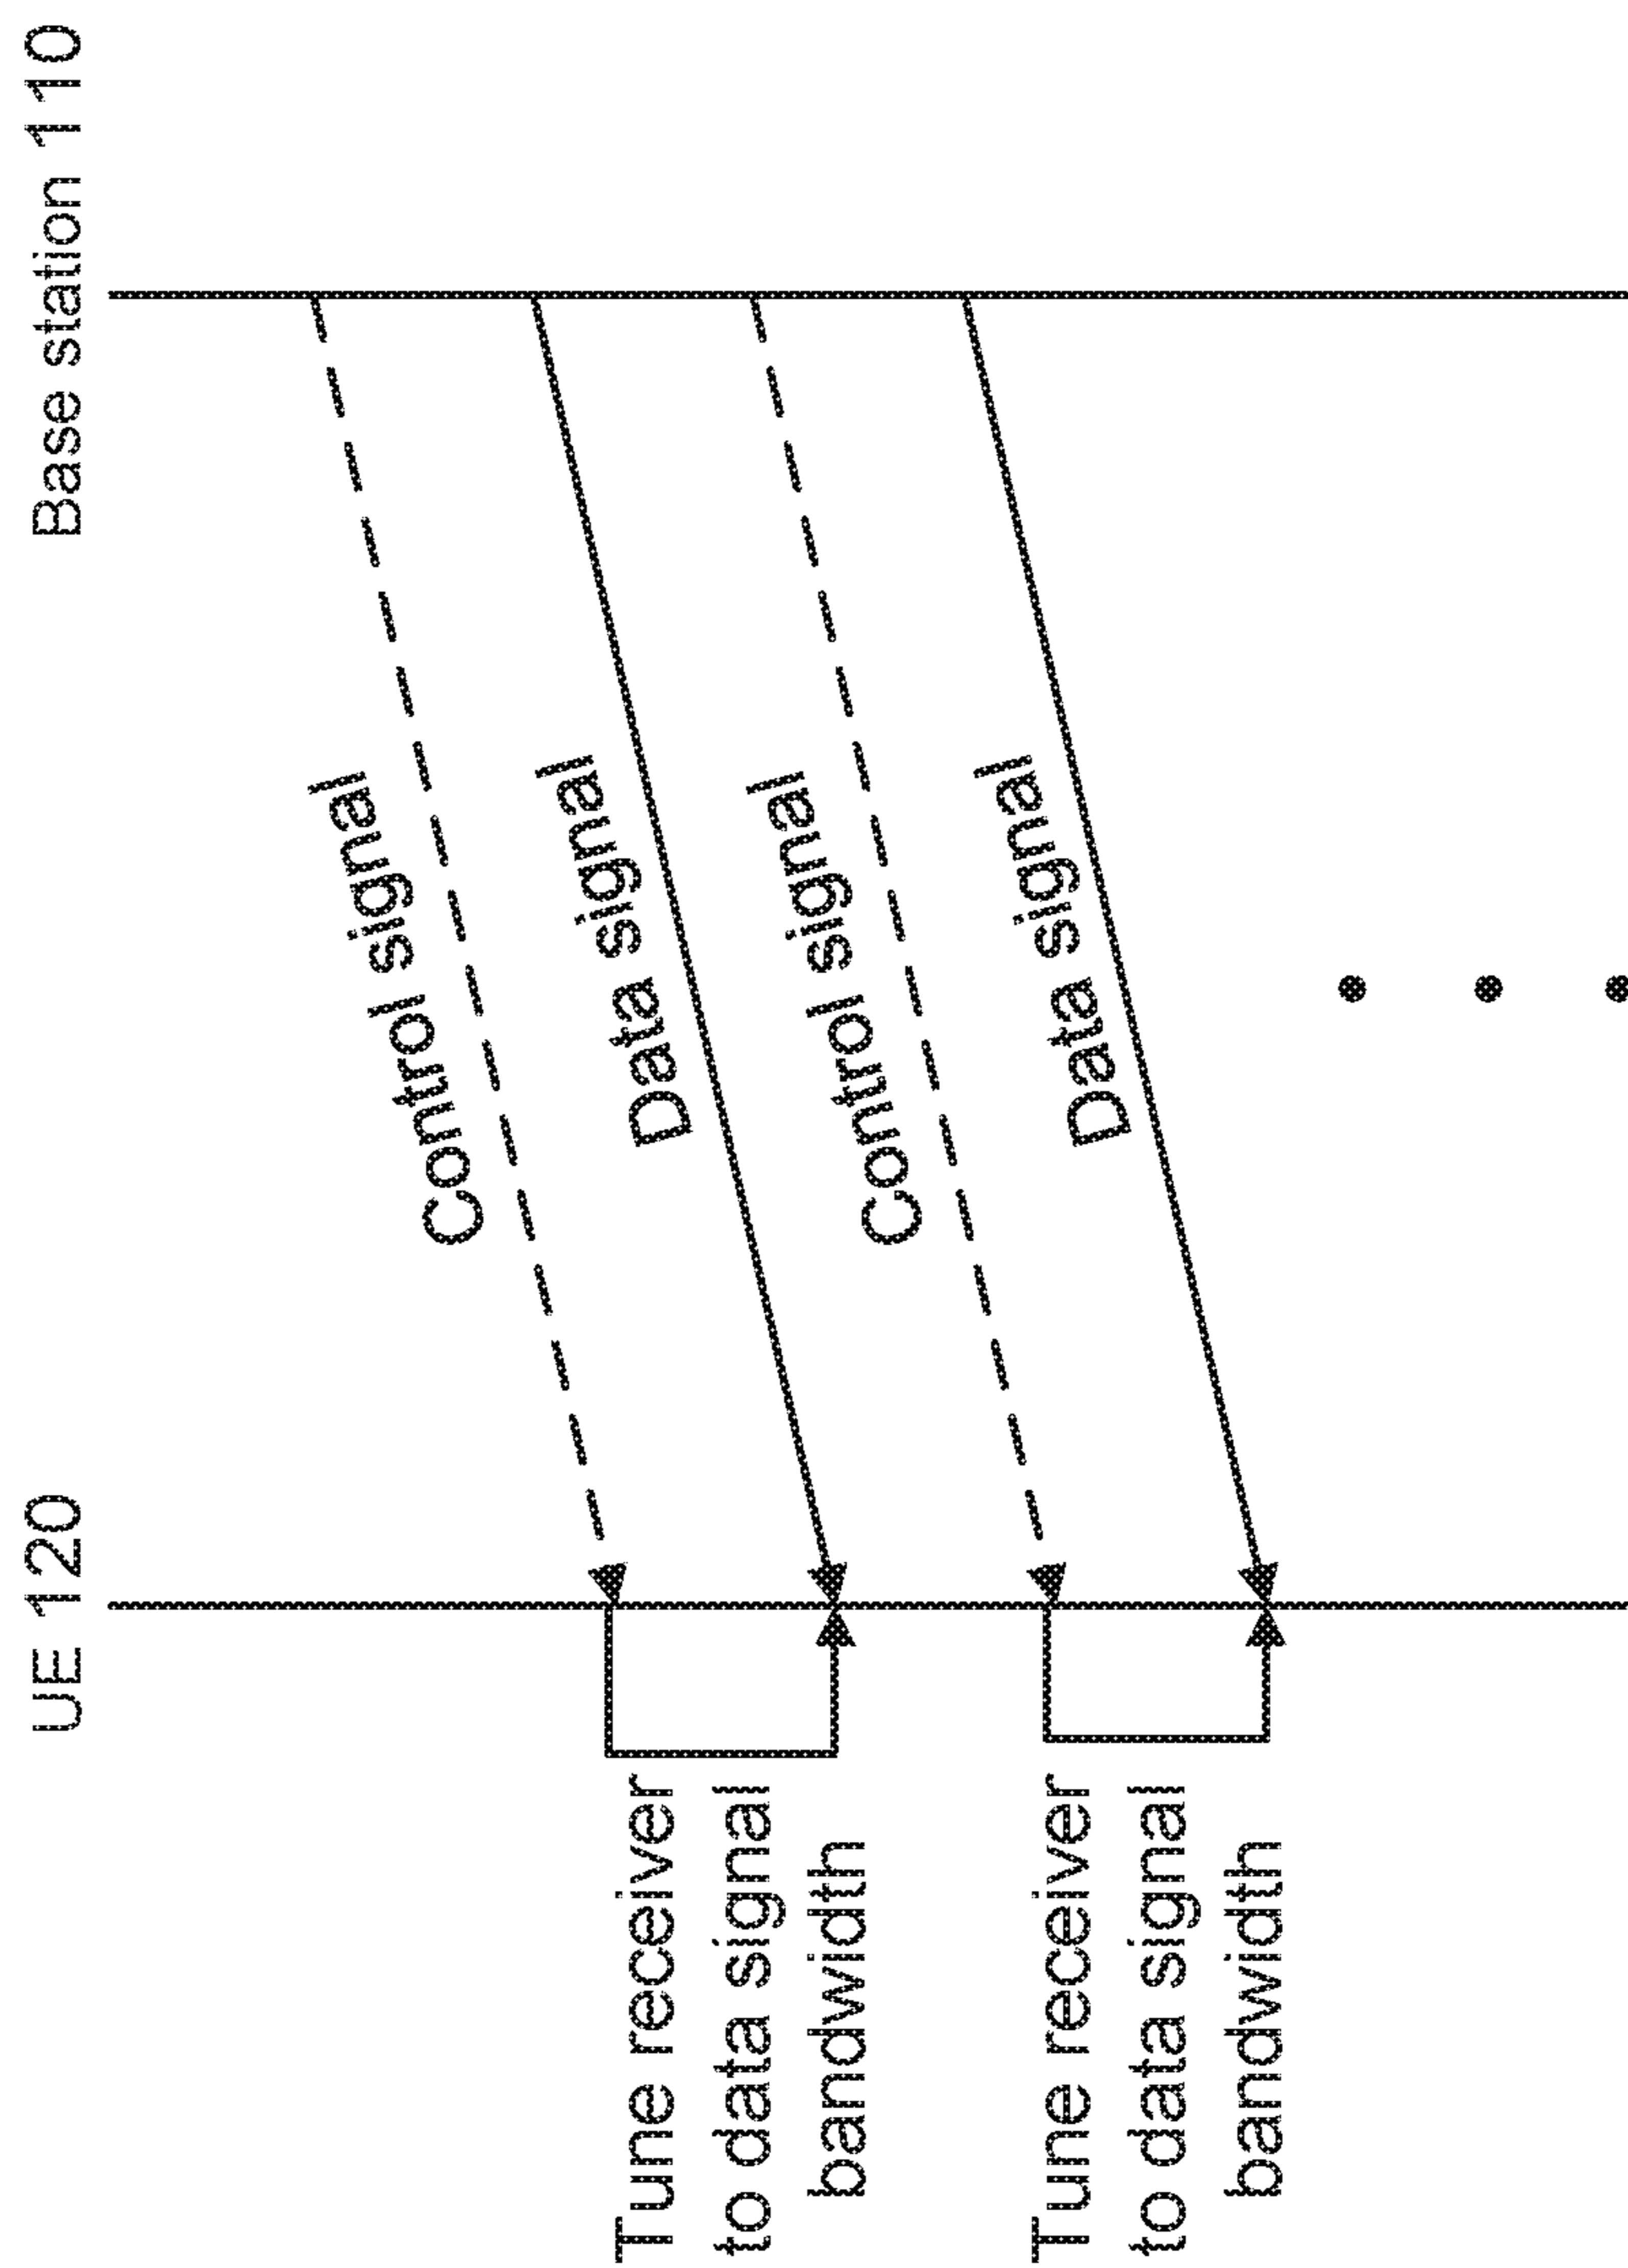 UE 120
Base station 110
Control signal
Tune receiver
to data signal
bandwidth
Data signal
Control signal
Tune receiver
to data signal
bandwidth
Data signal